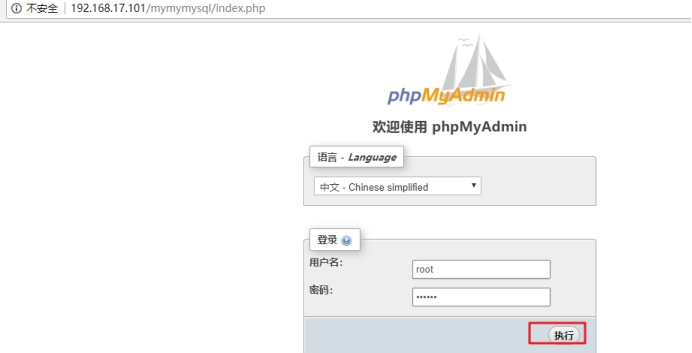 不安全 192.168.17.101/mymymysql/index.php
phpMyAdmin
欢迎使用 phpMyAdmin
语言 - Language
中文 - Chinese simplified
登录
用户名:
root
密码:
••••••
执行